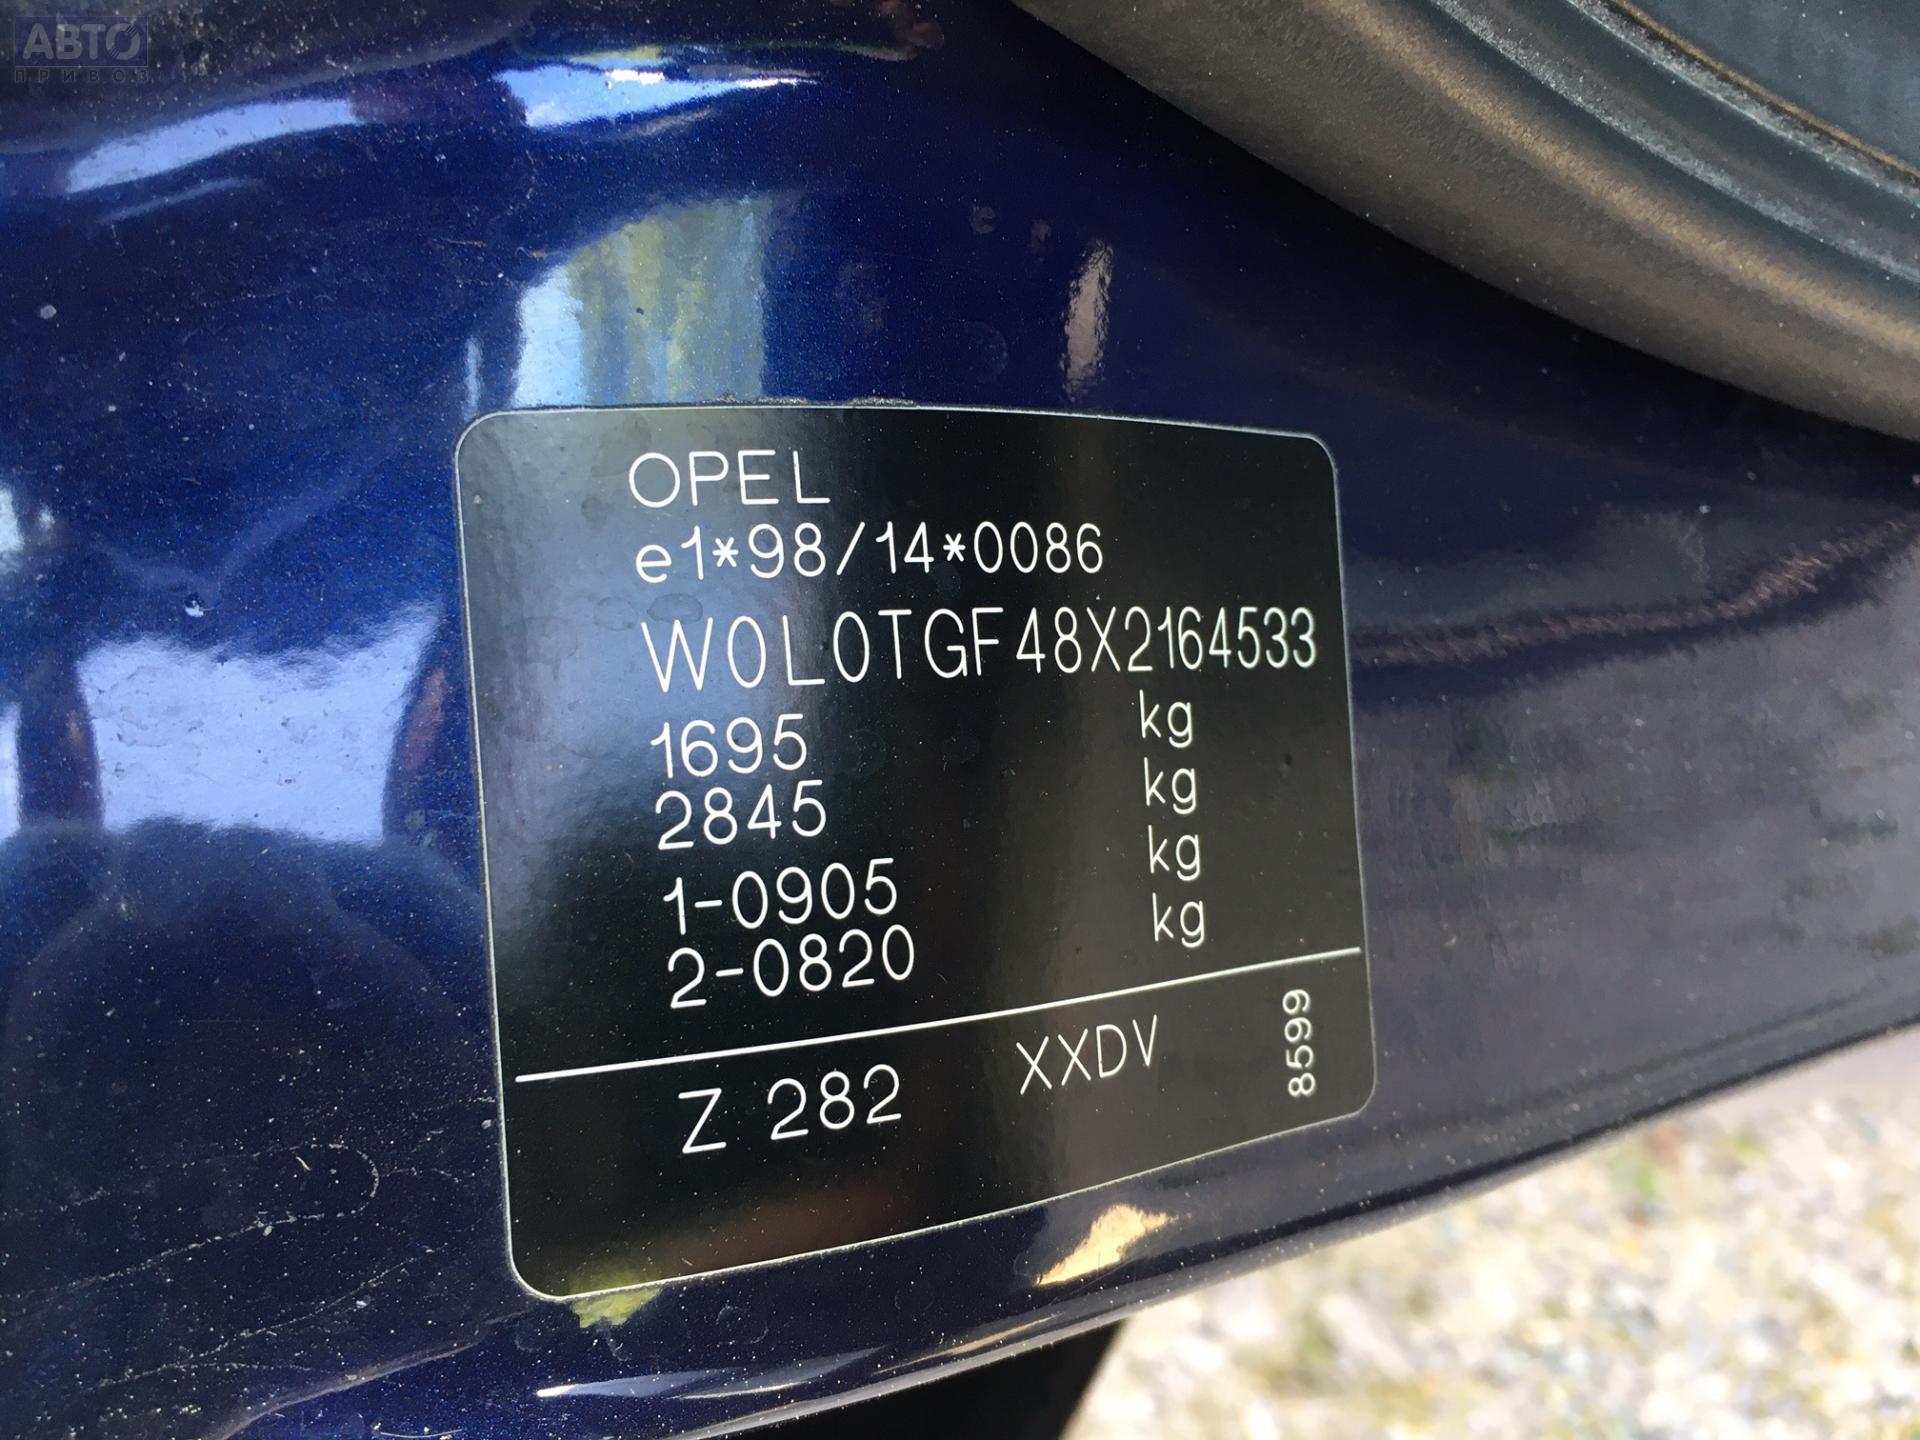 АВТО
ПРИВОЗ
OPEL
e1*98/14*0086
W0L0TGF48X2164533
1695 kg
2845 kg
1-0905 kg
2-0820 kg
Z 282 XXDV 8599